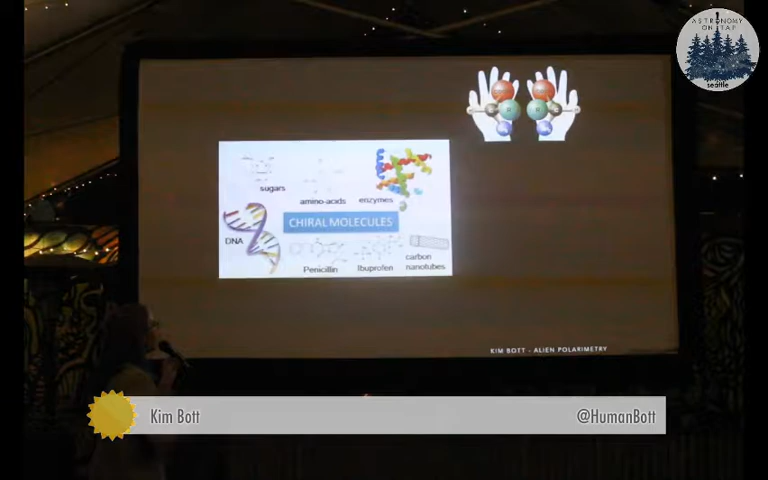 ASTRONOMY
ON TAP
seattle
sugars
amino-acids
enzymes
CHIRAL MOLECULES
DNA
Penicillin
Ibuprofen
carbon
nanotubes
KIM BOTT - ALIEN POLARIMETRY
Kim Bott
@HumanBott